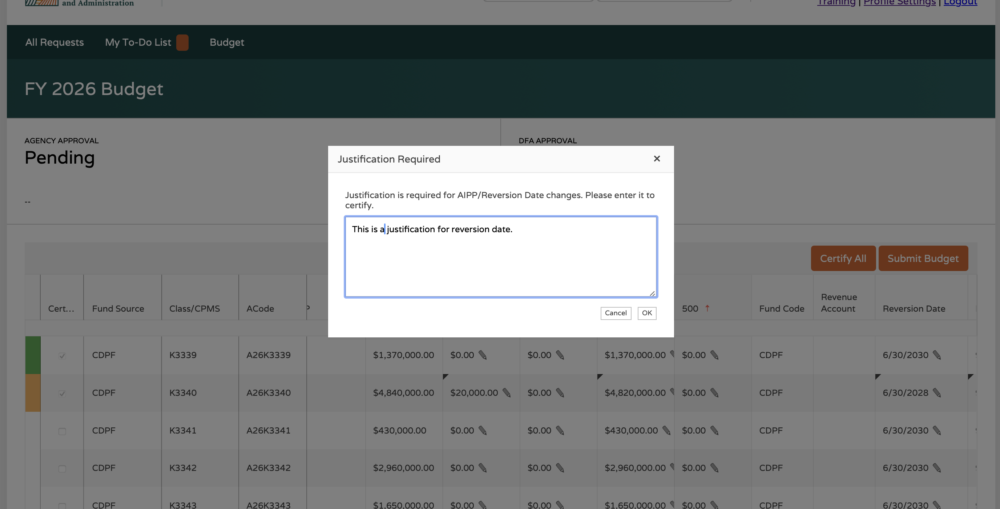 and Administration
Training | Profile Settings | Logout
All Requests My To-Do List Budget
FY 2026 Budget
AGENCY APPROVAL
Pending
--
DFA APPROVAL
Justification Required ×
Justification is required for AIPP/Reversion Date changes. Please enter it to
certify.
This is a justification for reversion date.
Cancel OK
Certify All Submit Budget
Cert... Fund Source Class/CPMS ACode 500 ↑ Fund Code Revenue Account Reversion Date
CDPF K3339 A26K3339 $1,370,000.00 $0.00 $0.00 $1,370,000.00 $0.00 CDPF 6/30/2030
CDPF K3340 A26K3340 $4,840,000.00 $20,000.00 $0.00 $4,820,000.00 $0.00 CDPF 6/30/2028
CDPF K3341 A26K3341 $430,000.00 $0.00 $0.00 $430,000.00 $0.00 CDPF 6/30/2030
CDPF K3342 A26K3342 $2,960,000.00 $0.00 $0.00 $2,960,000.00 $0.00 CDPF 6/30/2030
CDPF K3343 A26K3343 $1,650,000.00 $0.00 $0.00 $1,650,000.00 $0.00 CDPF 6/30/2030